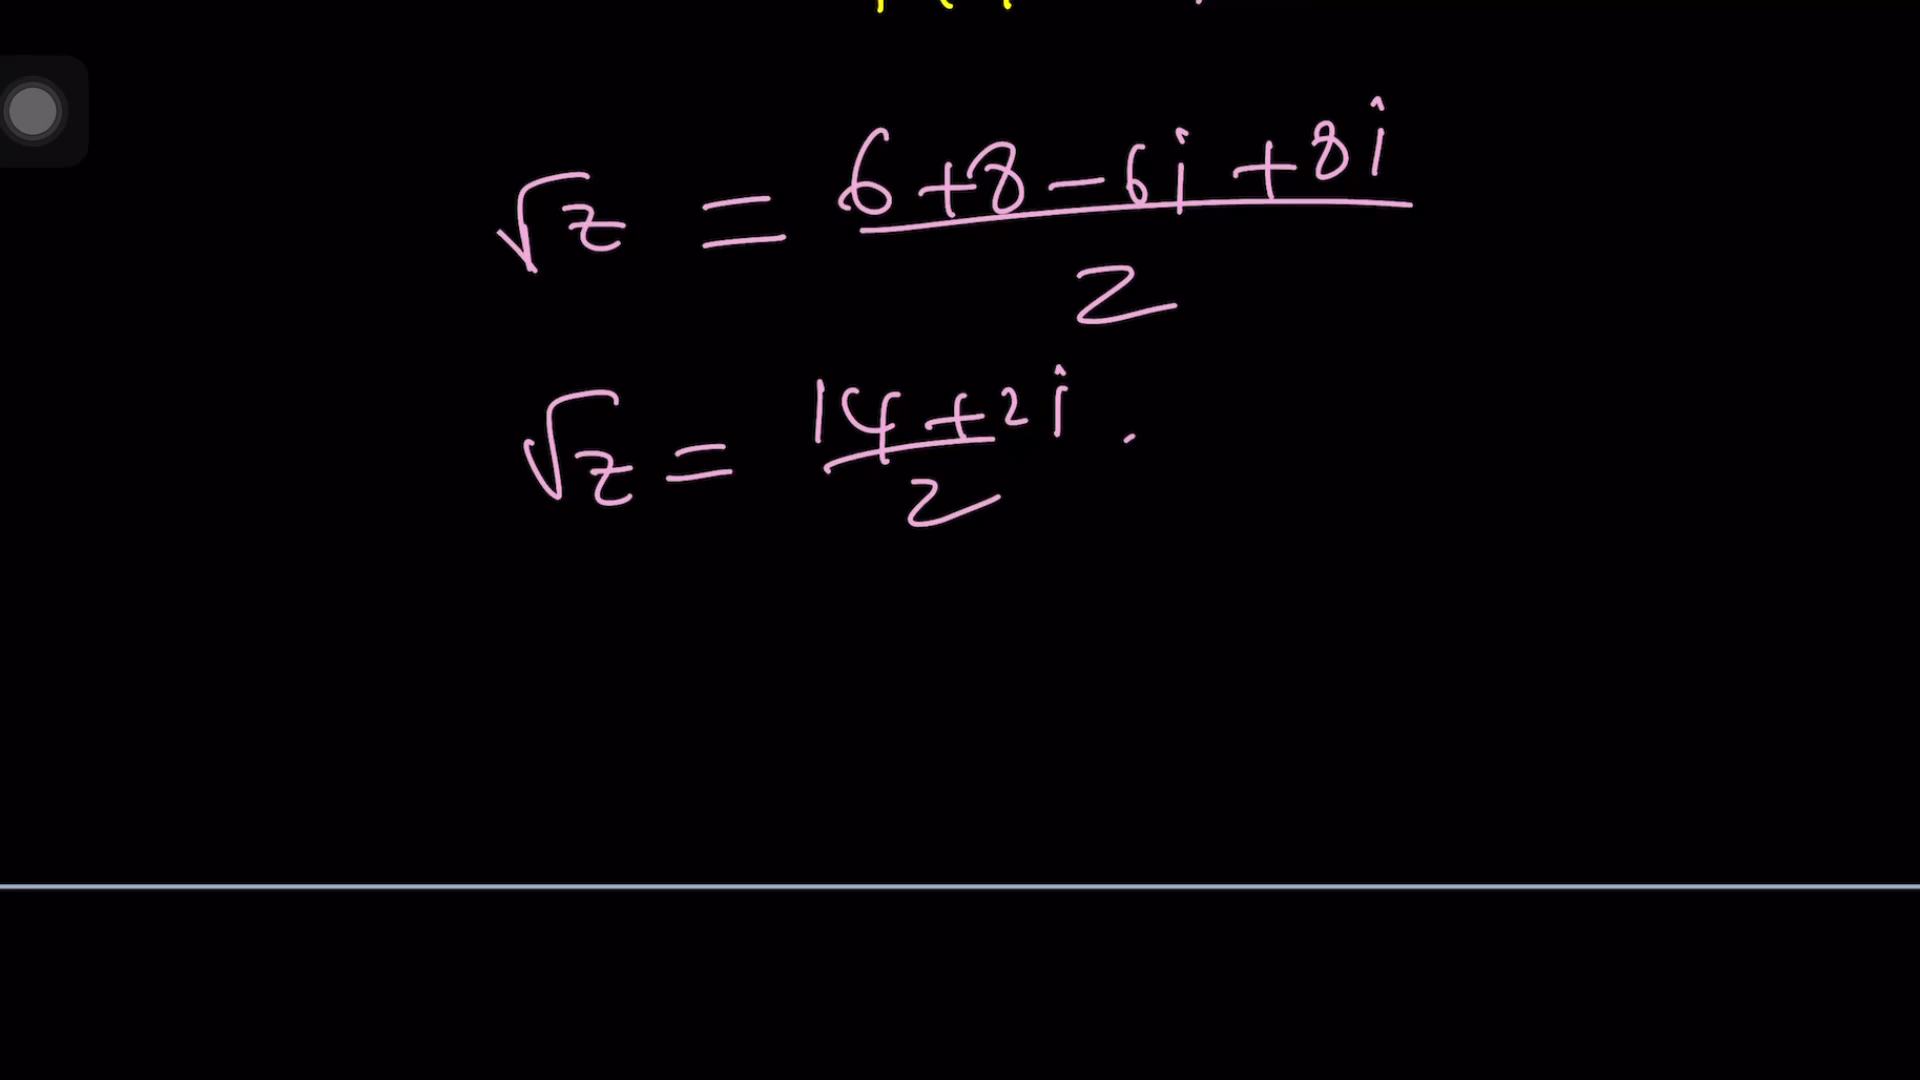 √z = 6+8-6i+8i / 2
√z = 14+2i / 2 .